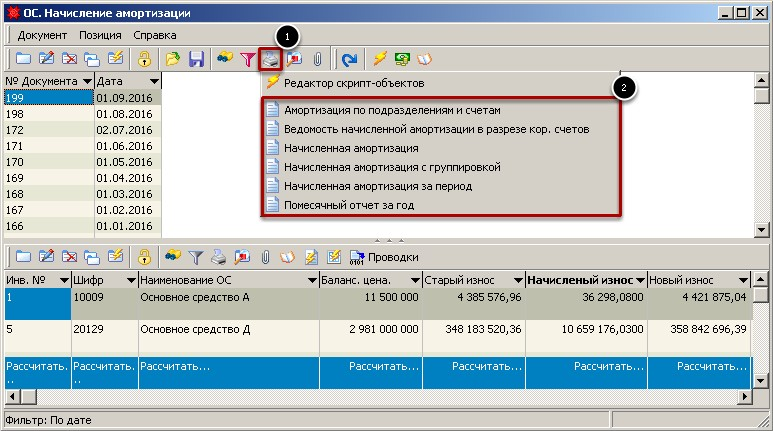 ОС. Начисление амортизации
Документ Позиция Справка
1
№ Документа Дата
Редактор скрипт-объектов
2
199 01.09.2016
Амортизация по подразделениям и счетам
198 01.08.2016
Ведомость начисленной амортизации в разрезе кор. счетов
172 02.07.2016
Начисленная амортизация
171 01.06.2016
Начисленная амортизация с группировкой
170 01.05.2016
169 01.04.2016
Начисленная амортизация за период
168 01.03.2016
Помесячный отчет за год
167 01.02.2016
166 01.01.2016
0101 Проводки
Инв. № Шифр Наименование ОС Баланс. цена. Старый износ Начисленый износ Новый износ
1 10009 Основное средство А 11 500 000 4 385 576,96 36 298,0800 4 421 875,04
5 20129 Основное средство Д 2 981 000 000 348 183 520,36 10 659 176,0300 358 842 696,39
Рассчитать... Рассчитать... Рассчитать... Рассчитать... Рассчитать... Рассчитать... Рассчитать...
Фильтр: По дате